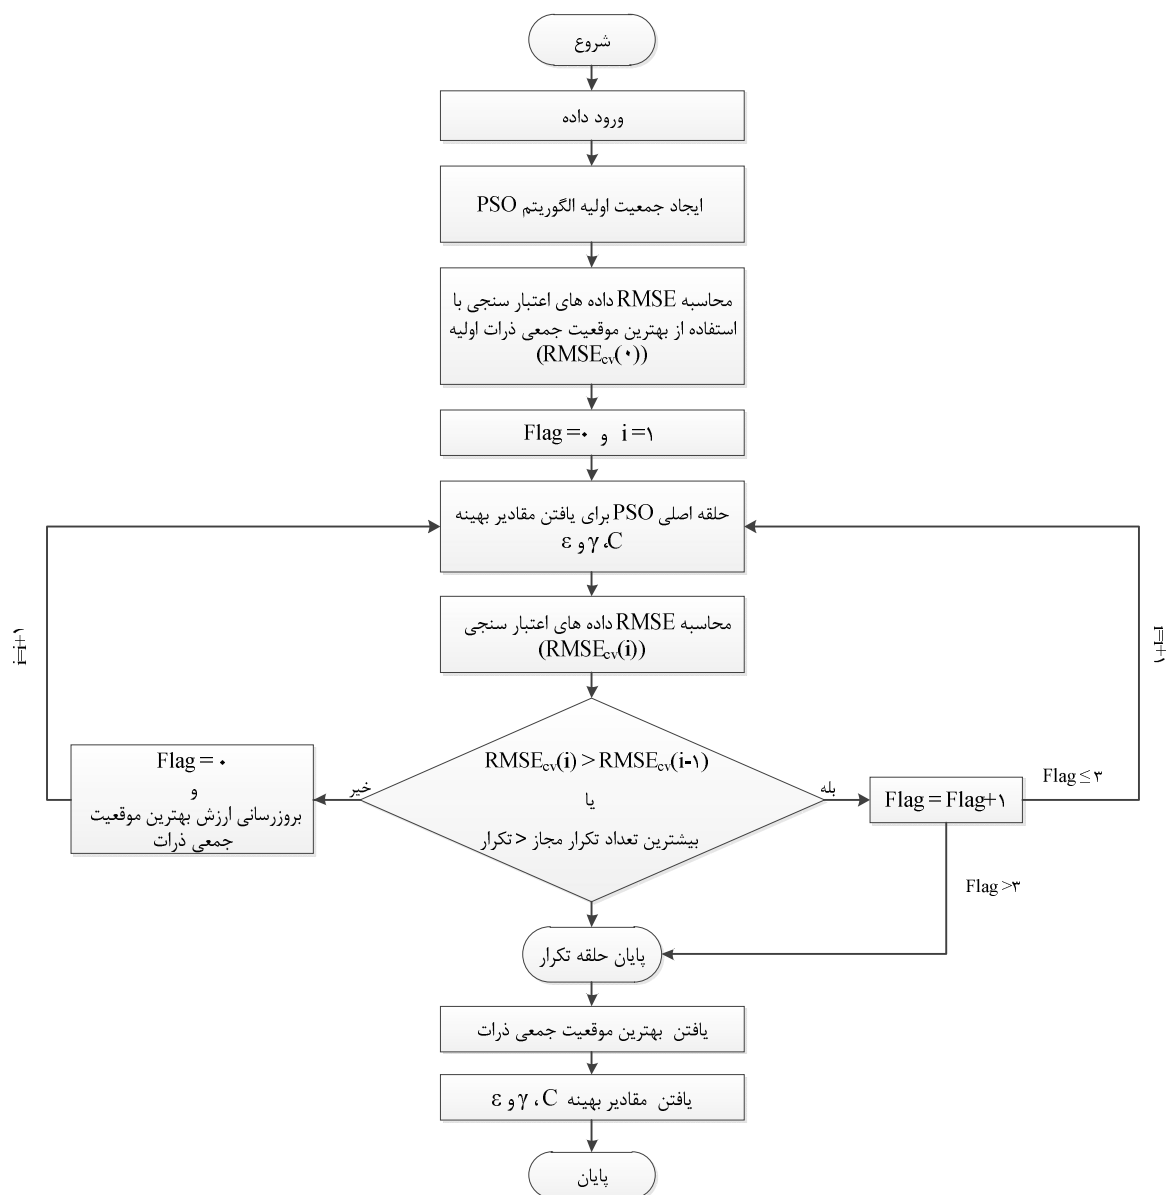 شروع
ورود داده
ایجاد جمعیت اولیه الگوریتم PSO
محاسبه RMSE داده های اعتبار سنجی با
استفاده از بهترین موقعیت جمعی ذرات اولیه
(RMSEcv(۰))
Flag =۰ و i =۱
حلقه اصلی PSO برای یافتن مقادیر بهینه
C، γ و ε
محاسبه RMSE داده های اعتبار سنجی
(RMSEcv(i))
RMSEcv(i) > RMSEcv(i-۱)
یا
بیشترین تعداد تکرار مجاز < تکرار
بله
خیر
Flag = Flag+۱
Flag ≤ ۳
i=i+۱
Flag >۳
Flag = ۰
و
بروزرسانی ارزش بهترین موقعیت
جمعی ذرات
i=i+۱
پایان حلقه تکرار
یافتن بهترین موقعیت جمعی ذرات
یافتن مقادیر بهینه C ، γ و ε
پایان